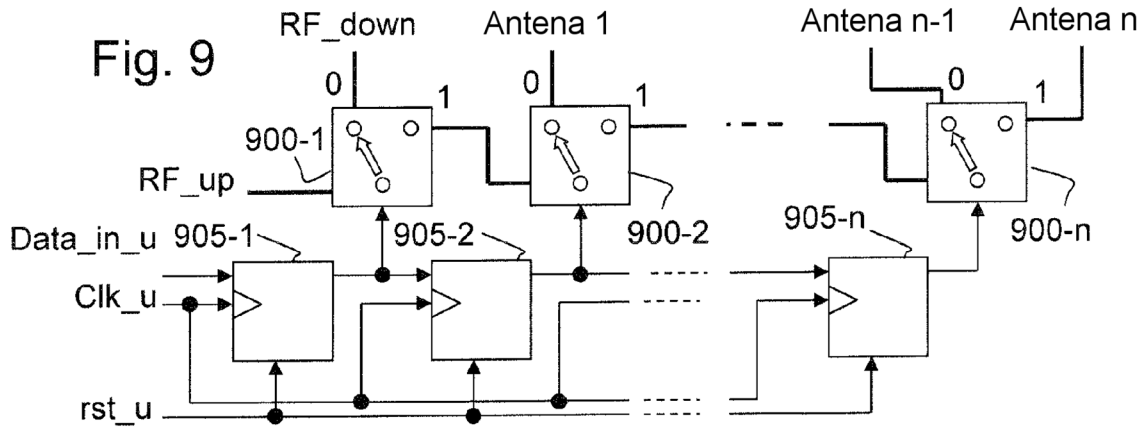 Fig. 9
RF_down
Antena 1
Antena n-1
Antena n
0
1
0
1
0
1
900-1
RF_up
900-2
900-n
Data_in_u
905-1
905-2
905-n
Clk_u
rst_u